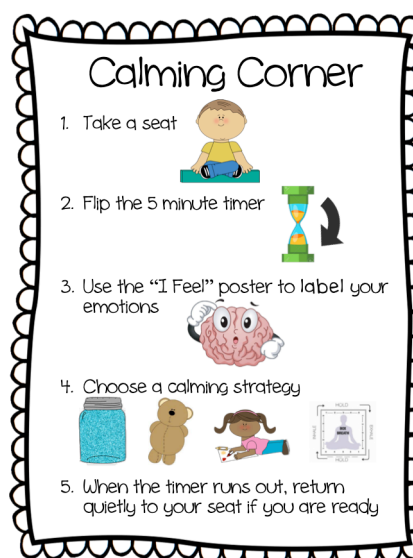 Calming Corner
1. Take a seat
2. Flip the 5 minute timer
3. Use the “I Feel” poster to label your
emotions
4. Choose a calming strategy
HOLD
HOLD
5. When the timer runs out, return
quietly to your seat if you are ready